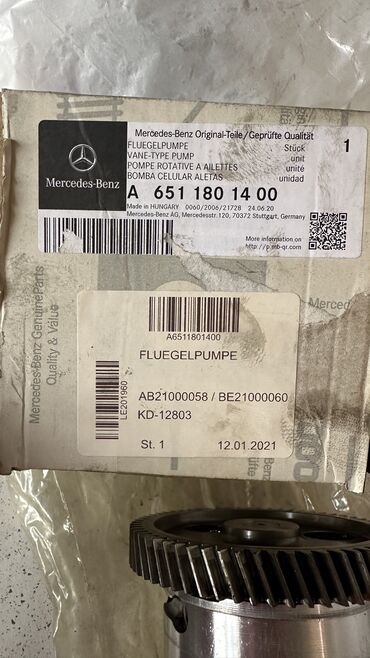 Mercedes-Benz Original-Teile/Geprüfte Qualität
FLUEGELPUMPE Stück 1
VANE-TYPE PUMP unit
POMPE ROTATIVE A AILETTES unité
BOMBA CELULAR ALETAS unidad
Mercedes-Benz
A 651 180 14 00
Made in HUNGARY 0060/2006/21728 24.06.20
Mercedes-Benz AG, Mercedesstr.120, 70372 Stuttgart, Germany
More information on
http://p.mb-qr.com
Mercedes-Benz GenuineParts
Quality & Value
A6511801400
FLUEGELPUMPE
LE201960
AB21000058 / BE21000060
KD-12803
St. 1 12.01.2021
Merced